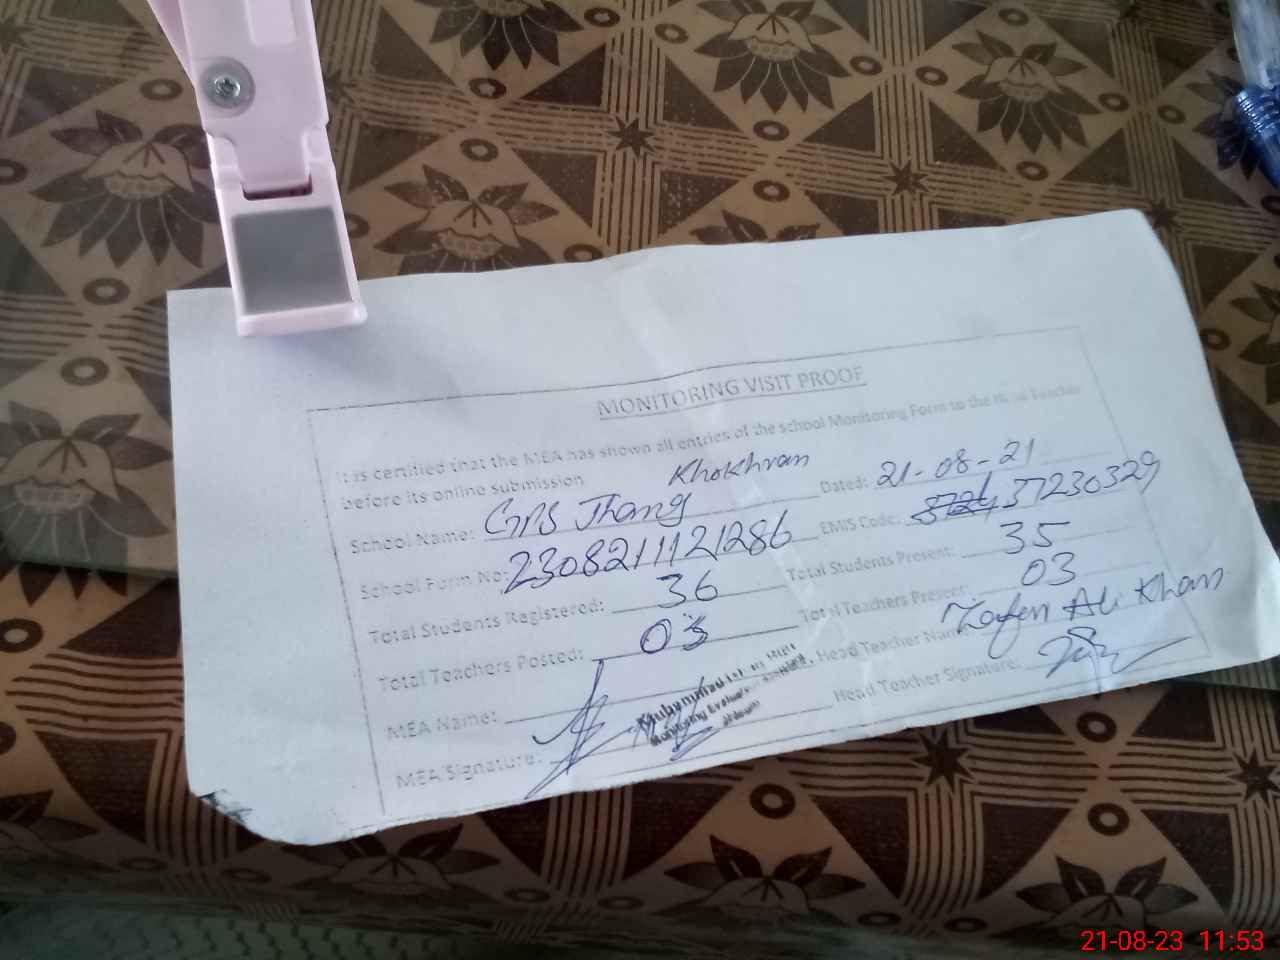 MONITORING VISIT PROOF
It is certified that the MEA has shown all entries of the school Monitoring Form to the Head Teacher
before its online submission
School Name: GPS Jhang Khokhran Dated: 21-08-21
School Form No: 2308211121286 EMIS Code: 37230329
Total Students Registered: 36 Total Students Present: 35
Total Teachers Posted: 03 Total Teachers Present: 03
MEA Name: Head Teacher Name: Ali Khan
MEA Signature: Head Teacher Signature:
Muhammad
Monitoring Evaluation
21-08-23 11:53